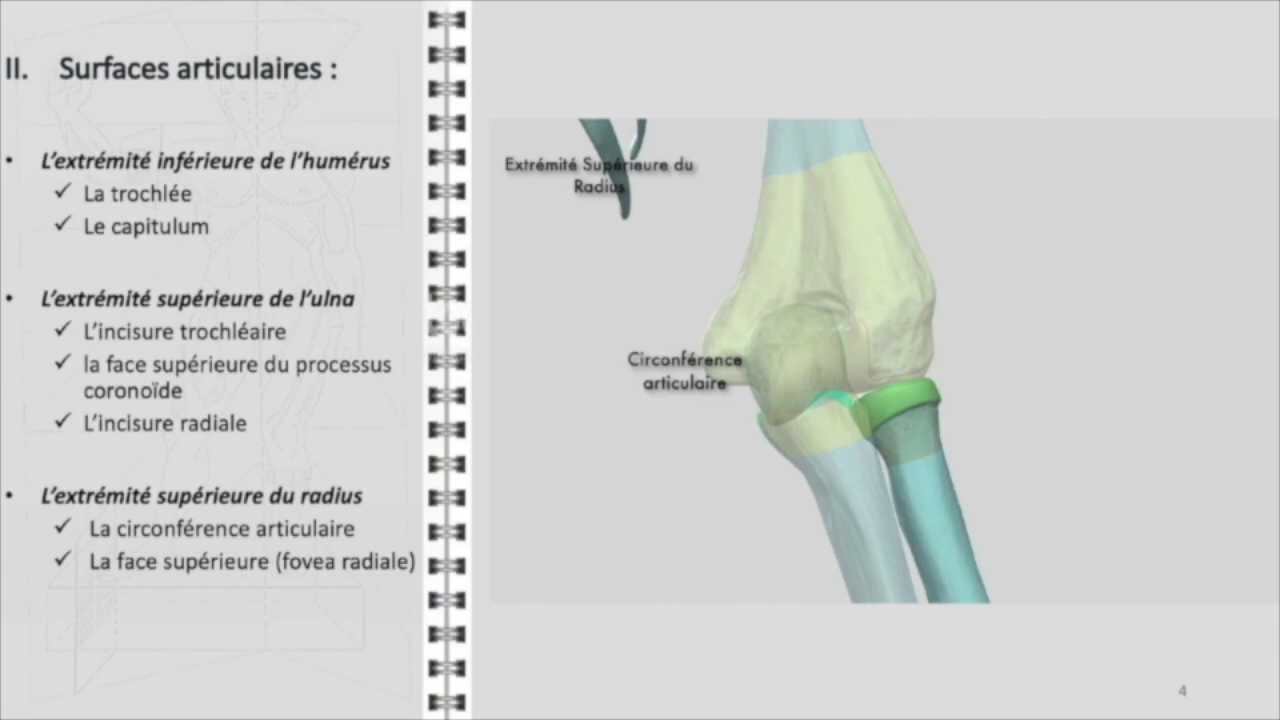 II. Surfaces articulaires :
• L'extrémité inférieure de l'humérus
✓ La trochlée
✓ Le capitulum
• L'extrémité supérieure de l'ulna
✓ L'incisure trochléaire
✓ la face supérieure du processus
coronoïde
✓ L'incisure radiale
• L'extrémité supérieure du radius
✓ La circonférence articulaire
✓ La face supérieure (fovea radiale)
Extrémité Supérieure du
Radius
Circonférence
articulaire
4